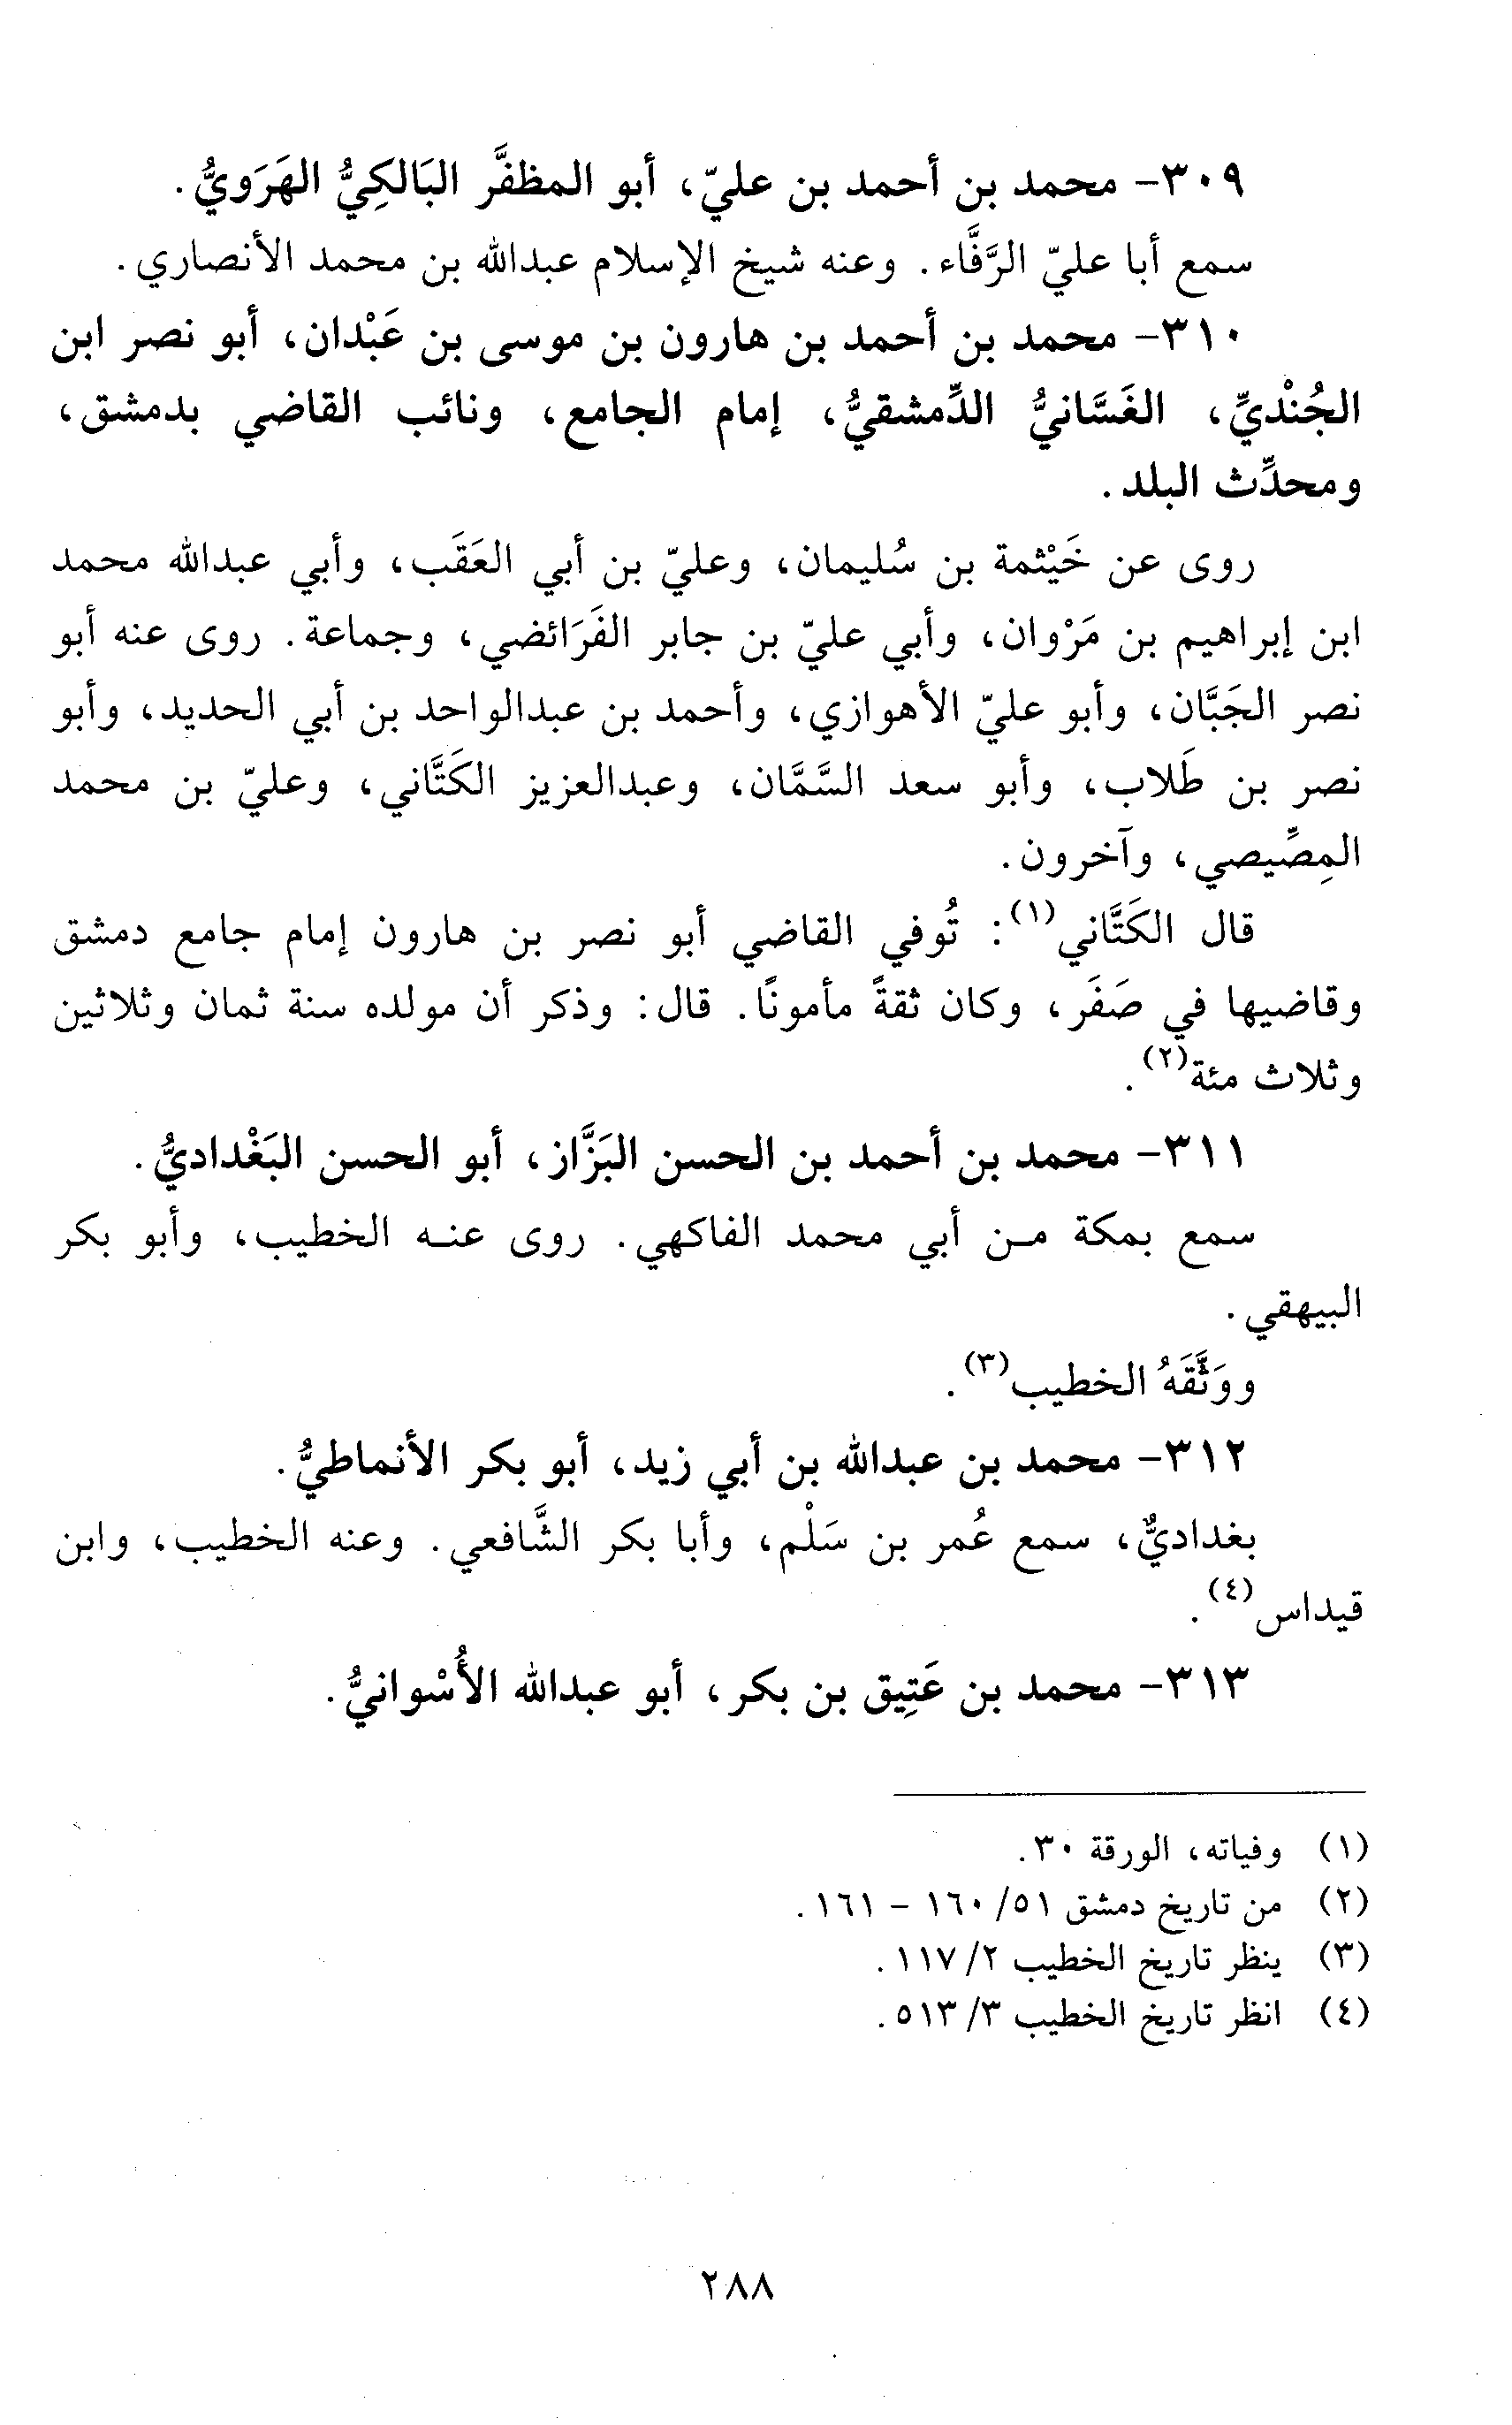 ٣٠٩- محمد بن أحمد بن عليّ، أبو المظفَّر البَالكِيُّ الهَرَويُّ.
سمع أبا عليّ الرَّفَّاء. وعنه شيخ الإسلام عبدالله بن محمد الأنصاري.
٣١٠- محمد بن أحمد بن هارون بن موسى بن عَبْدان، أبو نصر ابن
الجُنْديِّ، الغَسَّانيُّ الدِّمشقيُّ، إمام الجامع، ونائب القاضي بدمشق،
ومحدِّث البلد.
روى عن خَيْثمة بن سُليمان، وعليّ بن أبي العَقَب، وأبي عبدالله محمد
ابن إبراهيم بن مَرْوان، وأبي عليّ بن جابر الفَرَائضي، وجماعة. روى عنه أبو
نصر الجَبَّان، وأبو عليّ الأهوازي، وأحمد بن عبدالواحد بن أبي الحديد، وأبو
نصر بن طَلاب، وأبو سعد السَّمَّان، وعبدالعزيز الكَتَّاني، وعليّ بن محمد
المِصِّيصي، وآخرون.
قال الكَتَّاني(١): تُوفي القاضي أبو نصر بن هارون إمام جامع دمشق
وقاضيها في صَفَر، وكان ثقةً مأمونًا. قال: وذكر أن مولده سنة ثمان وثلاثين
وثلاث مئة(٢).
٣١١- محمد بن أحمد بن الحسن البَزَّاز، أبو الحسن البَغْداديُّ.
سمع بمكة مـن أبي محمد الفاكهي. روى عنـه الخطيب، وأبو بكر
البيهقي.
ووَثَّقَهُ الخطيب(٣).
٣١٢- محمد بن عبدالله بن أبي زيد، أبو بكر الأنماطيُّ.
بغداديٌّ، سمع عُمر بن سَلْم، وأبا بكر الشَّافعي. وعنه الخطيب، وابن
قيداس(٤).
٣١٣- محمد بن عَتِيق بن بكر، أبو عبدالله الأُسْوانيُّ.
(١) وفياته، الورقة ٣٠.
(٢) من تاريخ دمشق ٥١/ ١٦٠ - ١٦١.
(٣) ينظر تاريخ الخطيب ٢/ ١١٧.
(٤) انظر تاريخ الخطيب ٣/ ٥١٣.
٢٨٨